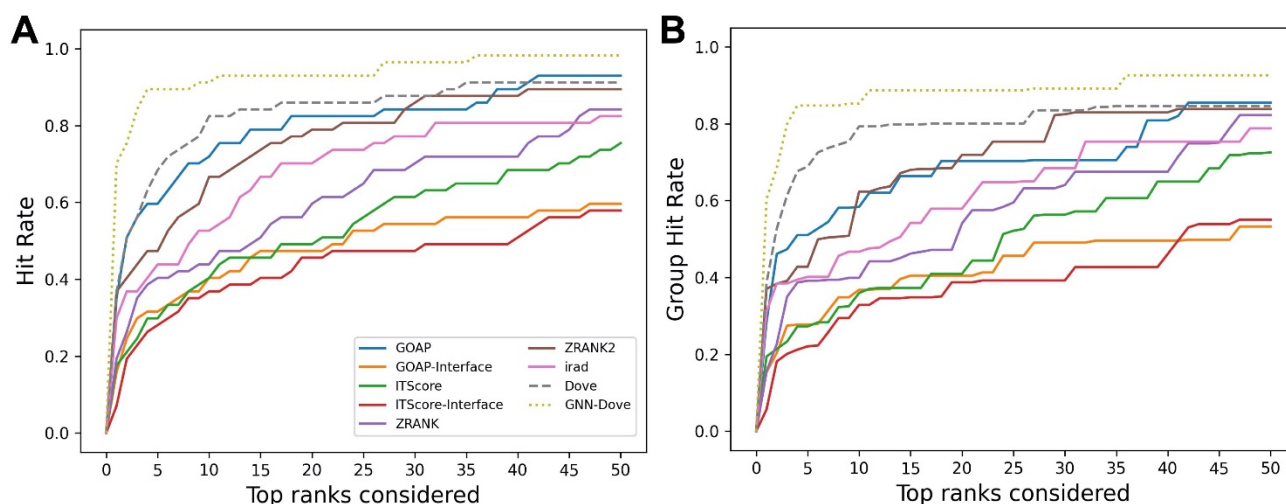 A
Hit Rate
1.0
0.8
0.6
0.4
0.2
0.0
GOAP
GOAP-Interface
ITScore
ITScore-Interface
ZRANK
ZRANK2
irad
Dove
GNN-Dove
0 5 10 15 20 25 30 35 40 45 50
Top ranks considered
B
Group Hit Rate
1.0
0.8
0.6
0.4
0.2
0.0
0 5 10 15 20 25 30 35 40 45 50
Top ranks considered